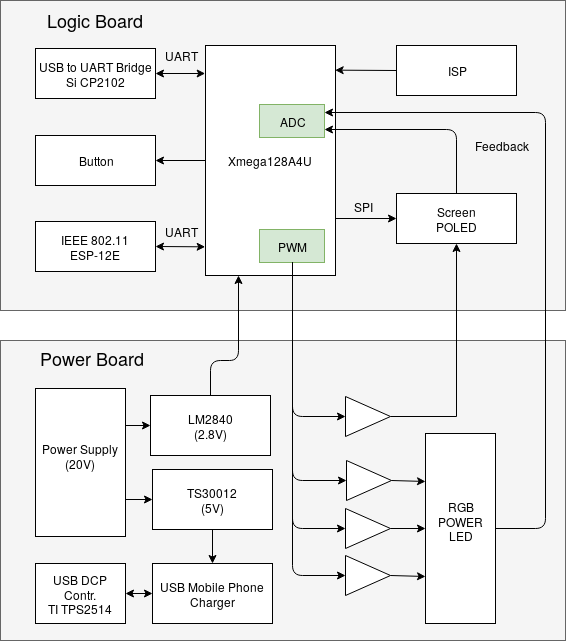 Logic Board
USB to UART Bridge
Si CP2102
UART
ISP
ADC
Button
Xmega128A4U
Feedback
IEEE 802.11
ESP-12E
UART
SPI
Screen
POLED
PWM
Power Board
Power Supply
(20V)
LM2840
(2.8V)
TS30012
(5V)
RGB
POWER
LED
USB DCP
Contr.
TI TPS2514
USB Mobile Phone
Charger